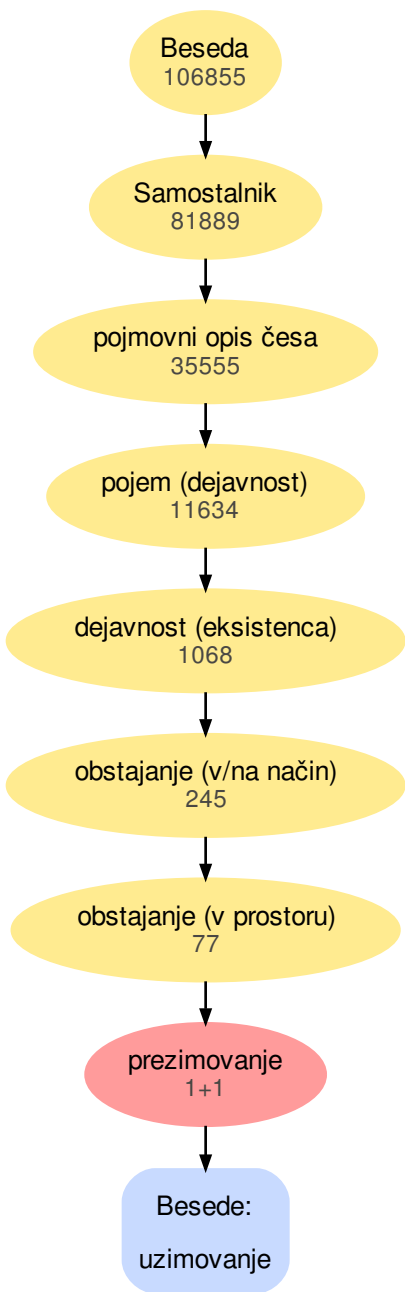 Beseda
106855
Samostalnik
81889
pojmovni opis česa
35555
pojem (dejavnost)
11634
dejavnost (eksistenca)
1068
obstajanje (v/na način)
245
obstajanje (v prostoru)
77
prezimovanje
1+1
Besede:
uzimovanje